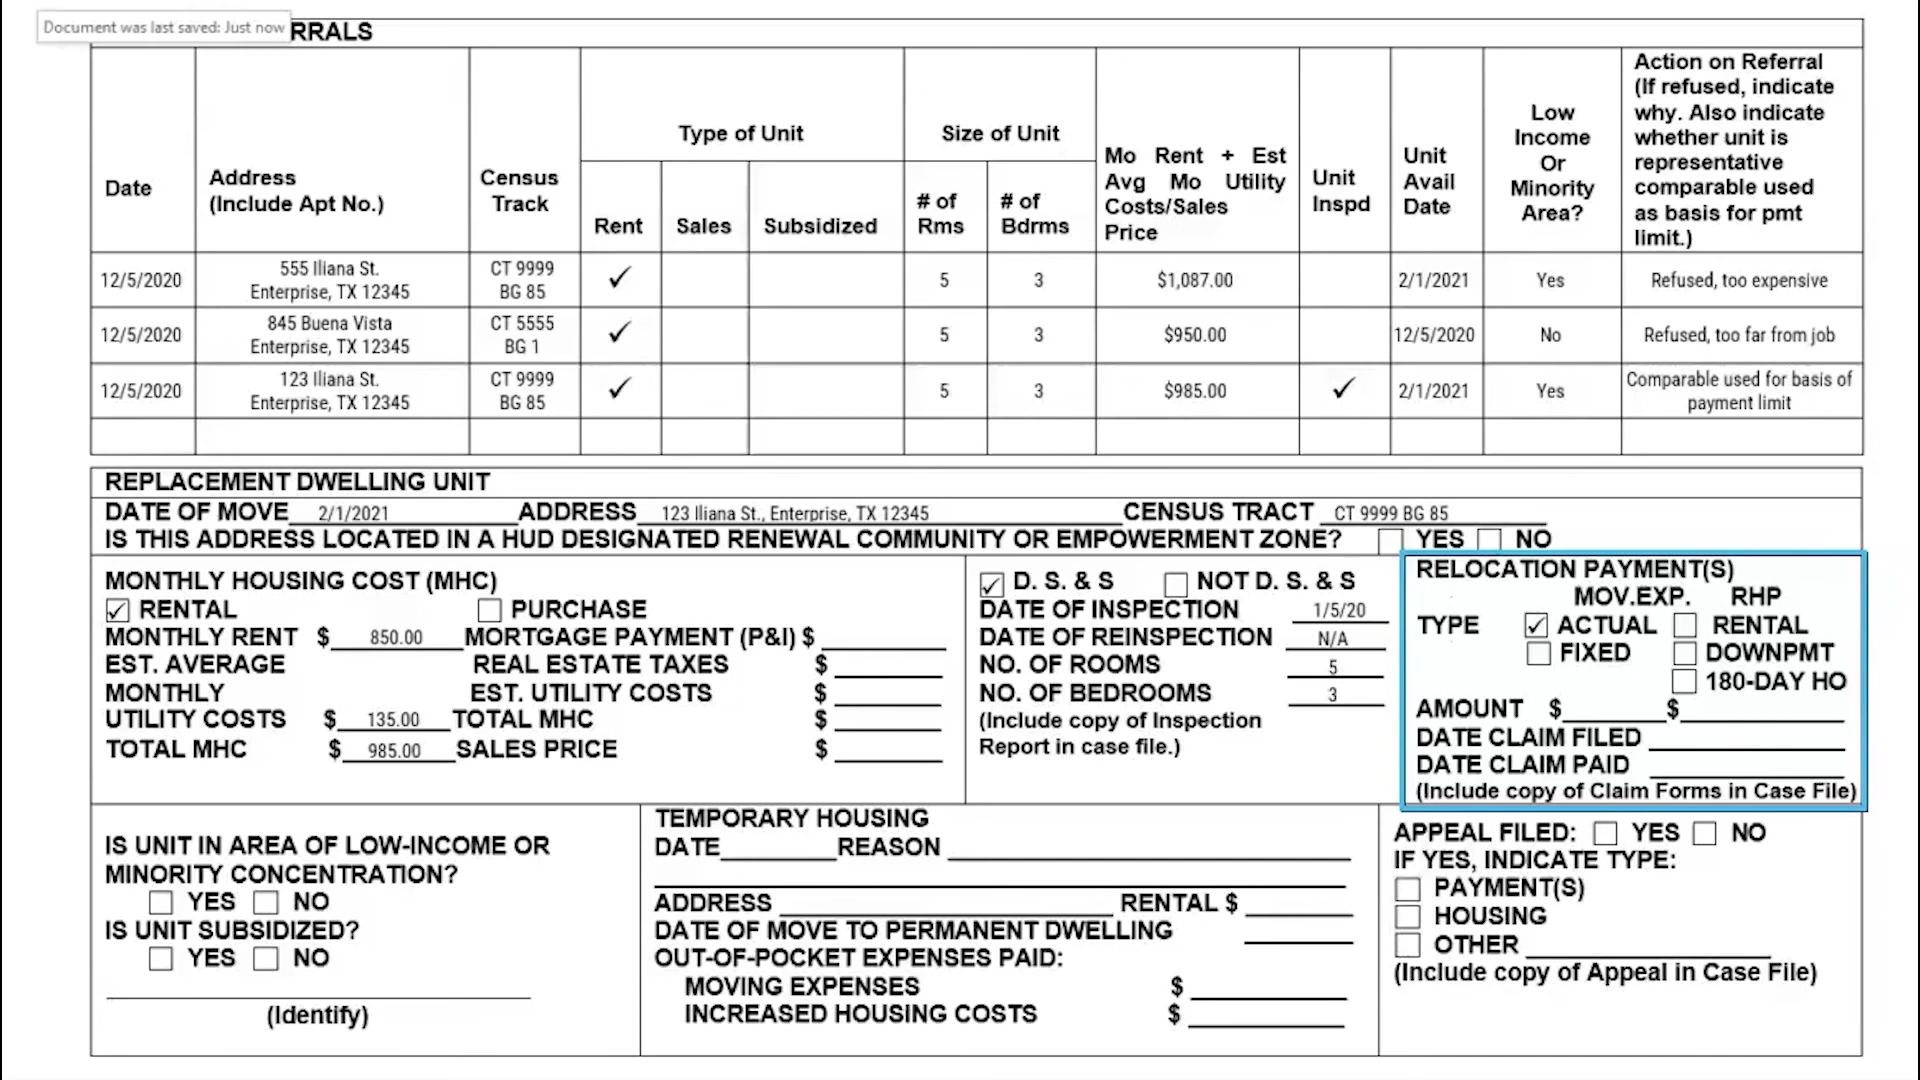 Document was last saved: Just now
RRALS
Date
Address
(Include Apt No.)
Census
Track
Type of Unit
Rent Sales Subsidized
Size of Unit
# of
Rms
# of
Bdrms
Mo Rent + Est
Avg Mo Utility
Costs/Sales
Price
Unit
Inspd
Unit
Avail
Date
Low
Income
Or
Minority
Area?
Action on Referral
(If refused, indicate
why. Also indicate
whether unit is
representative
comparable used
as basis for pmt
limit.)
12/5/2020
555 Iliana St.
Enterprise, TX 12345
CT 9999
BG 85
✓
5
3
$1,087.00
2/1/2021
Yes
Refused, too expensive
12/5/2020
845 Buena Vista
Enterprise, TX 12345
CT 5555
BG 1
✓
5
3
$950.00
12/5/2020
No
Refused, too far from job
12/5/2020
123 Iliana St.
Enterprise, TX 12345
CT 9999
BG 85
✓
5
3
$985.00
✓
2/1/2021
Yes
Comparable used for basis of
payment limit
REPLACEMENT DWELLING UNIT
DATE OF MOVE 2/1/2021 ADDRESS 123 Iliana St., Enterprise, TX 12345 CENSUS TRACT CT 9999 BG 85
IS THIS ADDRESS LOCATED IN A HUD DESIGNATED RENEWAL COMMUNITY OR EMPOWERMENT ZONE? YES NO
MONTHLY HOUSING COST (MHC)
✓ RENTAL PURCHASE
MONTHLY RENT $ 850.00 MORTGAGE PAYMENT (P&I) $
EST. AVERAGE REAL ESTATE TAXES $
MONTHLY EST. UTILITY COSTS $
UTILITY COSTS $ 135.00 TOTAL MHC $
TOTAL MHC $ 985.00 SALES PRICE $
✓ D. S. & S NOT D. S. & S
DATE OF INSPECTION 1/5/20
DATE OF REINSPECTION N/A
NO. OF ROOMS 5
NO. OF BEDROOMS 3
(Include copy of Inspection
Report in case file.)
RELOCATION PAYMENT(S)
MOV.EXP. RHP
TYPE ✓ ACTUAL RENTAL
FIXED DOWNPMT
180-DAY HO
AMOUNT $ $
DATE CLAIM FILED
DATE CLAIM PAID
(Include copy of Claim Forms in Case File)
IS UNIT IN AREA OF LOW-INCOME OR
MINORITY CONCENTRATION?
YES NO
IS UNIT SUBSIDIZED?
YES NO
(Identify)
TEMPORARY HOUSING
DATE REASON
ADDRESS RENTAL $
DATE OF MOVE TO PERMANENT DWELLING
OUT-OF-POCKET EXPENSES PAID:
MOVING EXPENSES $
INCREASED HOUSING COSTS $
APPEAL FILED: YES NO
IF YES, INDICATE TYPE:
PAYMENT(S)
HOUSING
OTHER
(Include copy of Appeal in Case File)